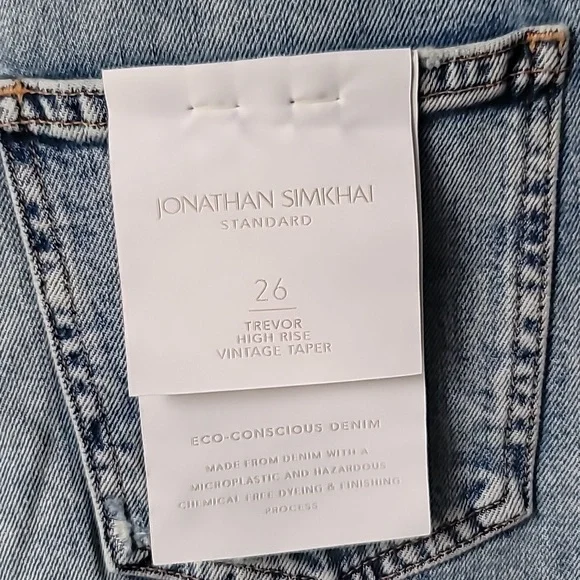 JONATHAN SIMKHAI
STANDARD
26
TREVOR
HIGH RISE
VINTAGE TAPER
ECO-CONSCIOUS DENIM
MADE FROM DENIM WITH A
MICROPLASTIC AND HAZARDOUS
CHEMICAL FREE DYEING & FINISHING
PROCESS